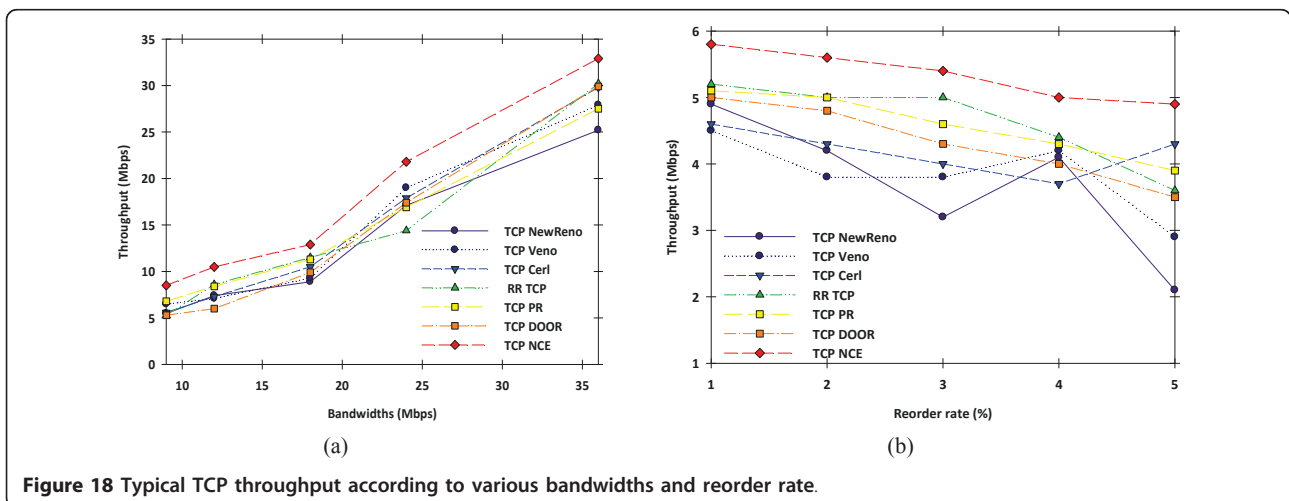 35
30
25
20
15
10
5
0
Throughput (Mbps)
10 15 20 25 30 35
Bandwidths (Mbps)
TCP NewReno
TCP Veno
TCP Cerl
RR TCP
TCP PR
TCP DOOR
TCP NCE
(a)
6
5
4
3
2
1
Throughput (Mbps)
1 2 3 4 5
Reorder rate (%)
TCP NewReno
TCP Veno
TCP Cerl
RR TCP
TCP PR
TCP DOOR
TCP NCE
(b)
Figure 18 Typical TCP throughput according to various bandwidths and reorder rate.